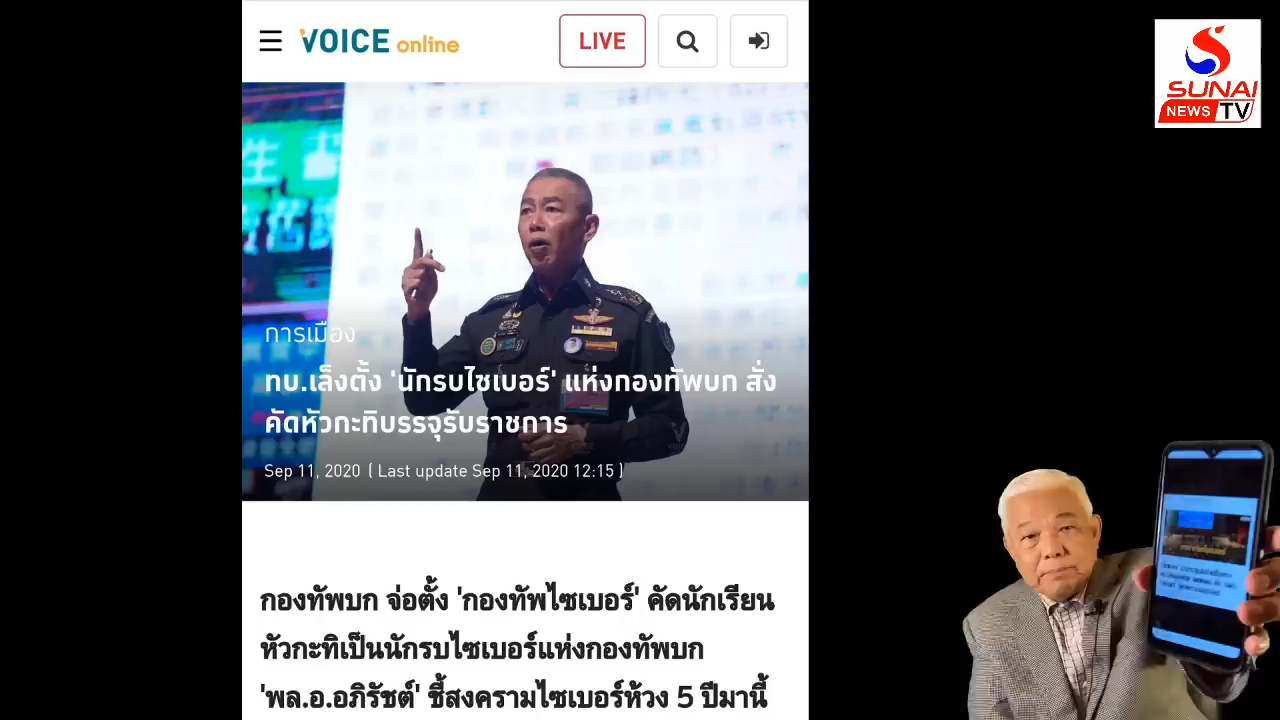 VOICE online
LIVE
SUNAI
NEWS TV
การเมือง
ทบ.เล็งตั้ง 'นักรบไซเบอร์' แห่งกองทัพบก สั่ง
คัดหัวกะทิบรรจุรับราชการ
Sep 11, 2020 ( Last update Sep 11, 2020 12:15 )
กองทัพบก จ่อตั้ง 'กองทัพไซเบอร์' คัดนักเรียน
หัวกะทิเป็นนักรบไซเบอร์แห่งกองทัพบก
'พล.อ.อภิรัชต์' ชี้สงครามไซเบอร์ห้วง 5 ปีมานี้